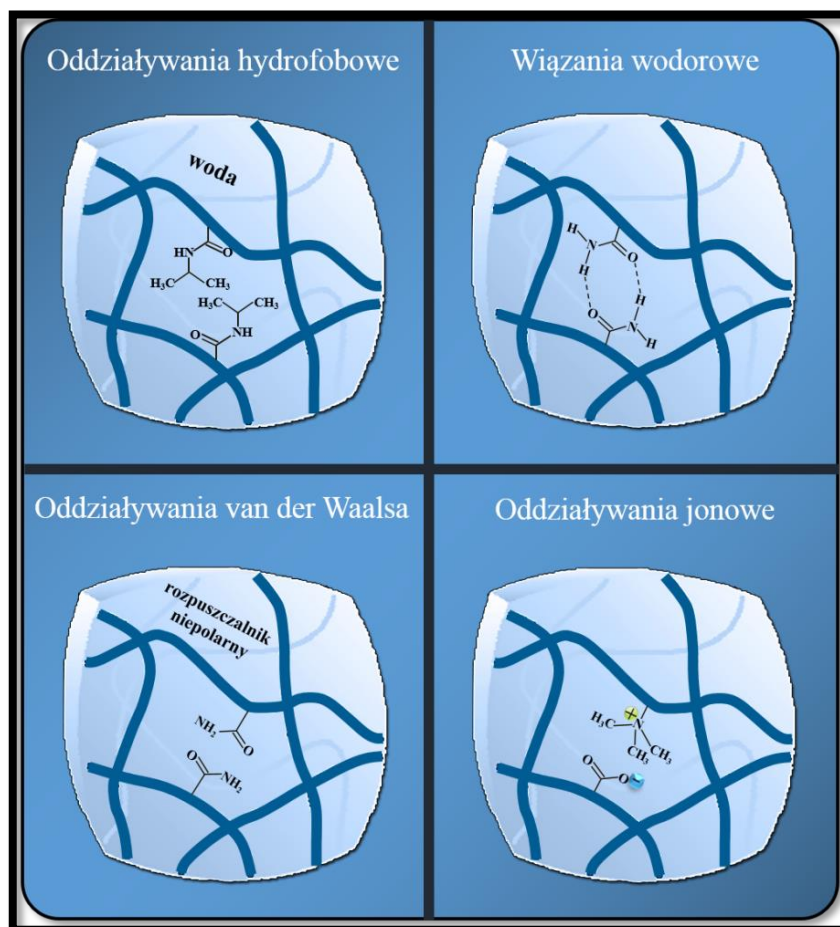 Oddziaływania hydrofobowe
woda
HN
O
H₃C
CH₃
H₃C
CH₃
O
NH
Wiązania wodorowe
H
N
O
H
H
O
N
H
Oddziaływania van der Waalsa
rozpuszczalnik
niepolarny
NH₂
O
O
NH₂
Oddziaływania jonowe
+
H₃C
N
CH₃
CH₃
O
O
-